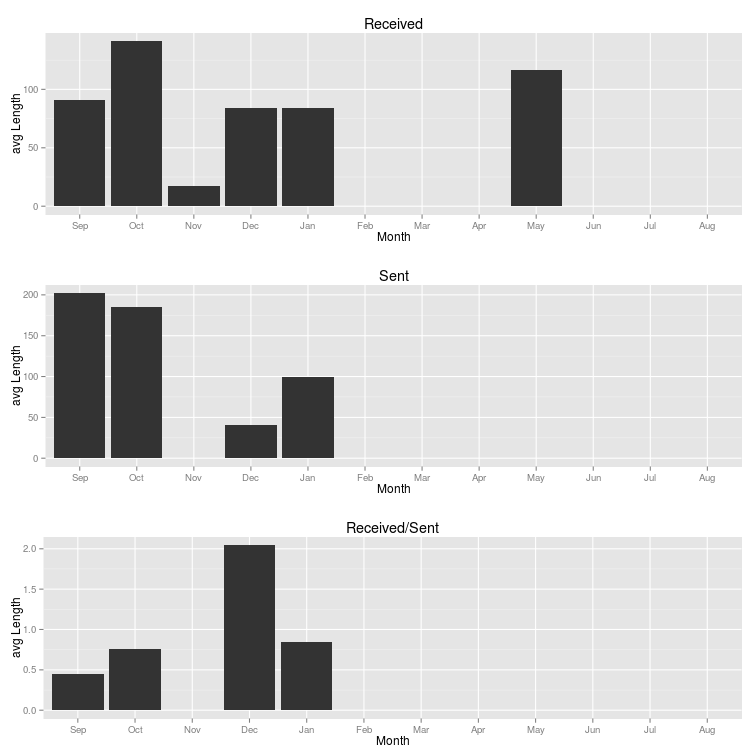 Received
avg Length
100
50
0
Sep Oct Nov Dec Jan Feb Mar Apr May Jun Jul Aug
Month
Sent
avg Length
200
150
100
50
0
Sep Oct Nov Dec Jan Feb Mar Apr May Jun Jul Aug
Month
Received/Sent
avg Length
2.0
1.5
1.0
0.5
0.0
Sep Oct Nov Dec Jan Feb Mar Apr May Jun Jul Aug
Month